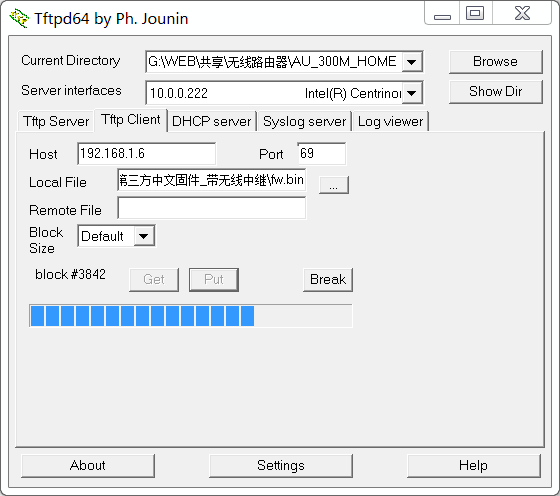 Tftpd64 by Ph. Jounin
Current Directory G:\WEB\共享\无线路由器\AU_300M_HOME Browse
Server interfaces 10.0.0.222 Intel(R) Centrino Show Dir
Tftp Server Tftp Client DHCP server Syslog server Log viewer
Host 192.168.1.6 Port 69
Local File 第三方中文固件_带无线中继\fw.bin ...
Remote File
Block
Size Default
block #3842 Get Put Break
About Settings Help